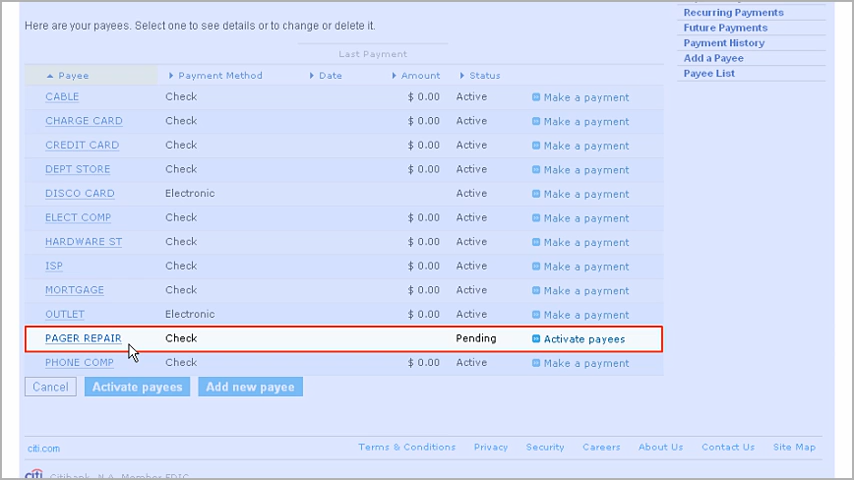 Recurring Payments
Here are your payees. Select one to see details or to change or delete it.
Future Payments
Payment History
Last Payment
Add a Payee
Payee Payment Method Date Amount Status
Payee List
CABLE Check $ 0.00 Active Make a payment
CHARGE CARD Check $ 0.00 Active Make a payment
CREDIT CARD Check $ 0.00 Active Make a payment
DEPT STORE Check $ 0.00 Active Make a payment
DISCO CARD Electronic Active Make a payment
ELECT COMP Check $ 0.00 Active Make a payment
HARDWARE ST Check $ 0.00 Active Make a payment
ISP Check $ 0.00 Active Make a payment
MORTGAGE Check $ 0.00 Active Make a payment
OUTLET Electronic $ 0.00 Active Make a payment
PAGER REPAIR Check Pending Activate payees
PHONE COMP Check $ 0.00 Active Make a payment
Cancel Activate payees Add new payee
citi.com Terms & Conditions Privacy Security Careers About Us Contact Us Site Map
citi Citibank, N.A. Member FDIC